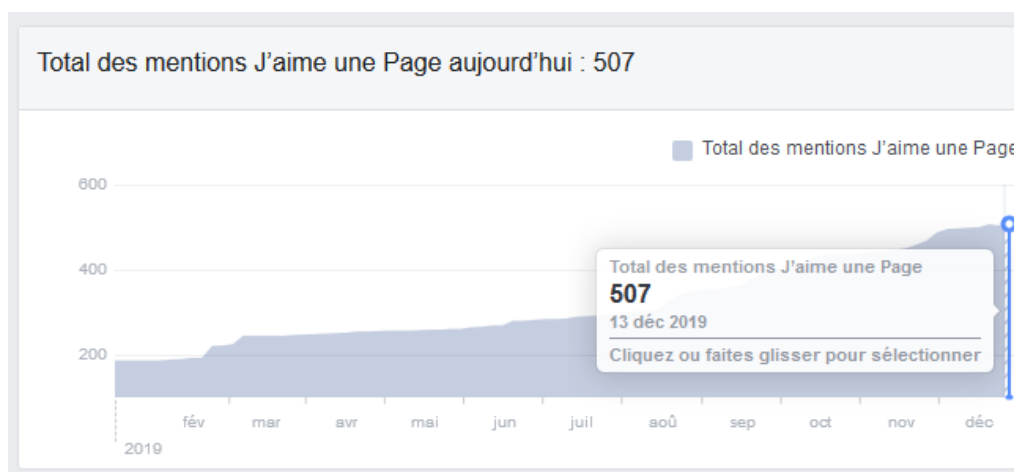 Total des mentions J’aime une Page aujourd’hui : 507
Total des mentions J’aime une Page
600
400
200
Total des mentions J’aime une Page
507
13 déc 2019
Cliquez ou faites glisser pour sélectionner
fév mar avr mai jun juil aoû sep oct nov déc
2019